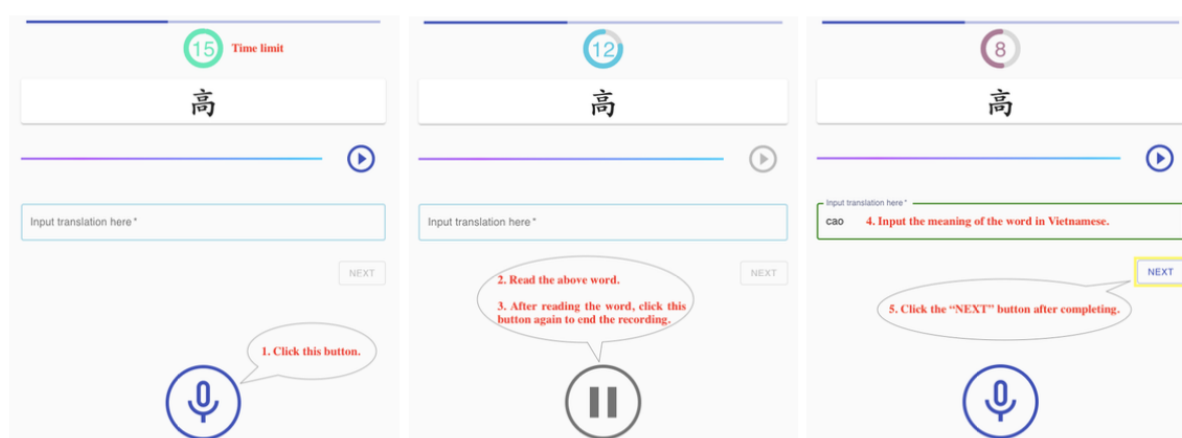 15 Time limit
高
Input translation here *
NEXT
1. Click this button.
12
高
Input translation here *
NEXT
2. Read the above word.
3. After reading the word, click this
button again to end the recording.
8
高
Input translation here *
cao 4. Input the meaning of the word in Vietnamese.
NEXT
5. Click the “NEXT” button after completing.